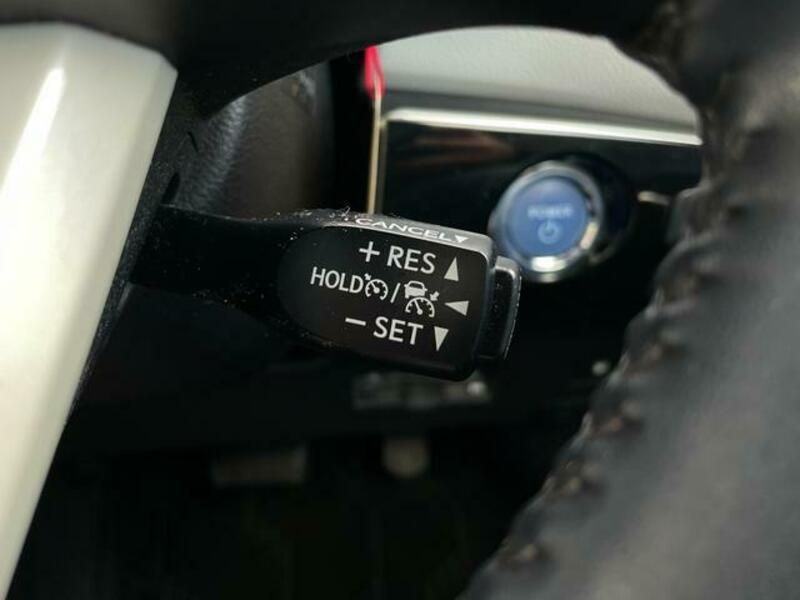 CANCEL
+ RES
HOLD /
− SET
POWER